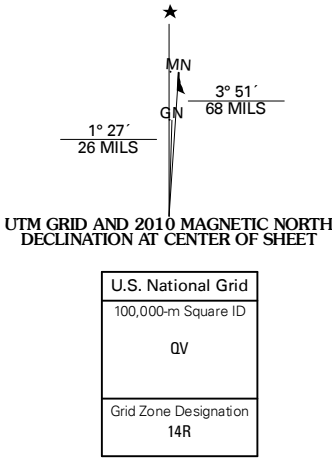 ★
MN
3° 51´
68 MILS
GN
1° 27´
26 MILS
UTM GRID AND 2010 MAGNETIC NORTH
DECLINATION AT CENTER OF SHEET
U.S. National Grid
100,000-m Square ID
QV
Grid Zone Designation
14R